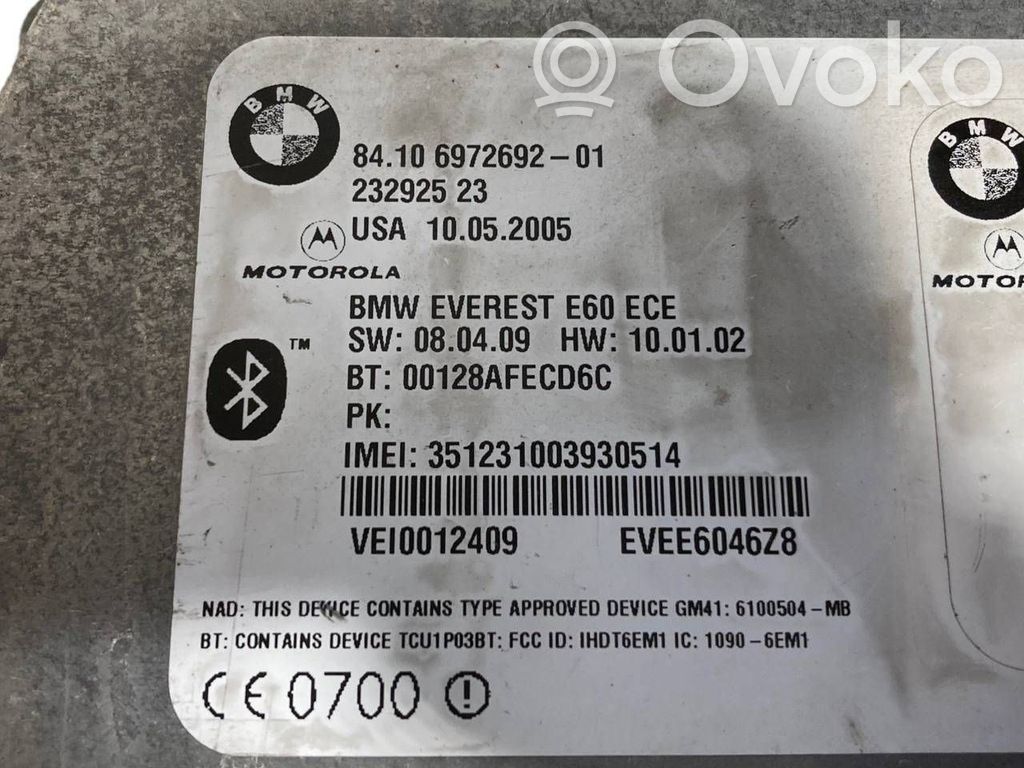 Ovoko
BMW
BMW
84.10 6972692-01
232925 23
USA 10.05.2005
MOTOROLA
MOTOR
BMW EVEREST E60 ECE
SW: 08.04.09 HW: 10.01.02
TM
BT: 00128AFECD6C
PK:
IMEI: 351231003930514
VEI0012409 EVEE6046Z8
NAD: THIS DEVICE CONTAINS TYPE APPROVED DEVICE GM41: 6100504-MB
BT: CONTAINS DEVICE TCU1P03BT: FCC ID: IHDT6EM1 IC: 1090-6EM1
CE 0700